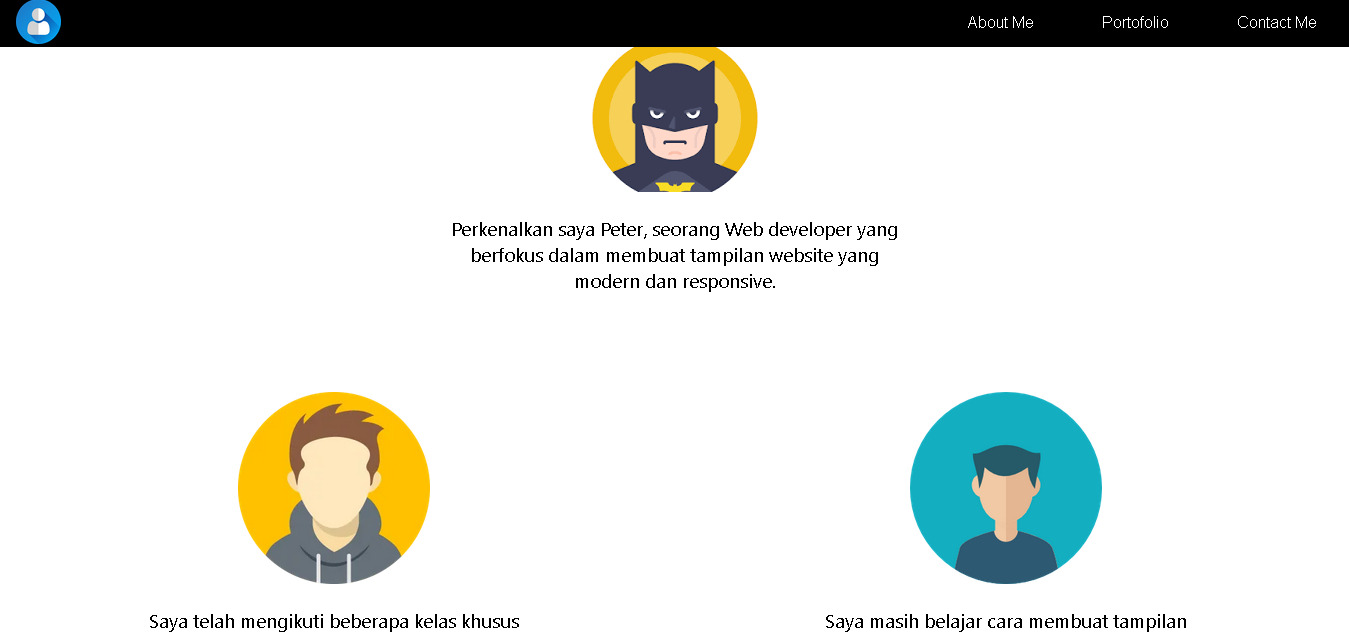 About Me
Portofolio
Contact Me
Perkenalkan saya Peter, seorang Web developer yang
berfokus dalam membuat tampilan website yang
modern dan responsive.
Saya telah mengikuti beberapa kelas khusus
Saya masih belajar cara membuat tampilan